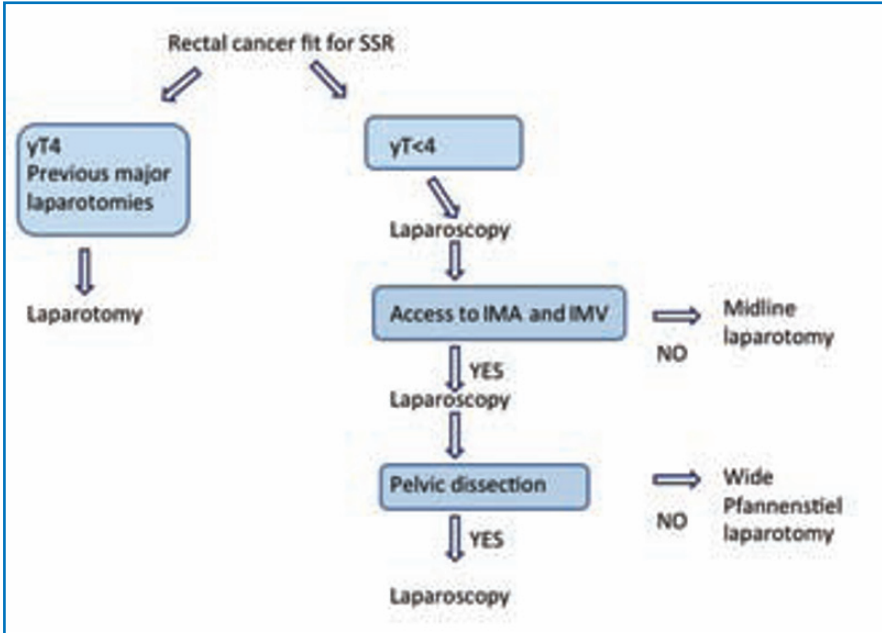 Rectal cancer fit for SSR
yT4
Previous major
laparotomies
Laparotomy
yT<4
Laparoscopy
Access to IMA and IMV
NO
Midline
laparotomy
YES
Laparoscopy
Pelvic dissection
NO
Wide
Pfannenstiel
laparotomy
YES
Laparoscopy